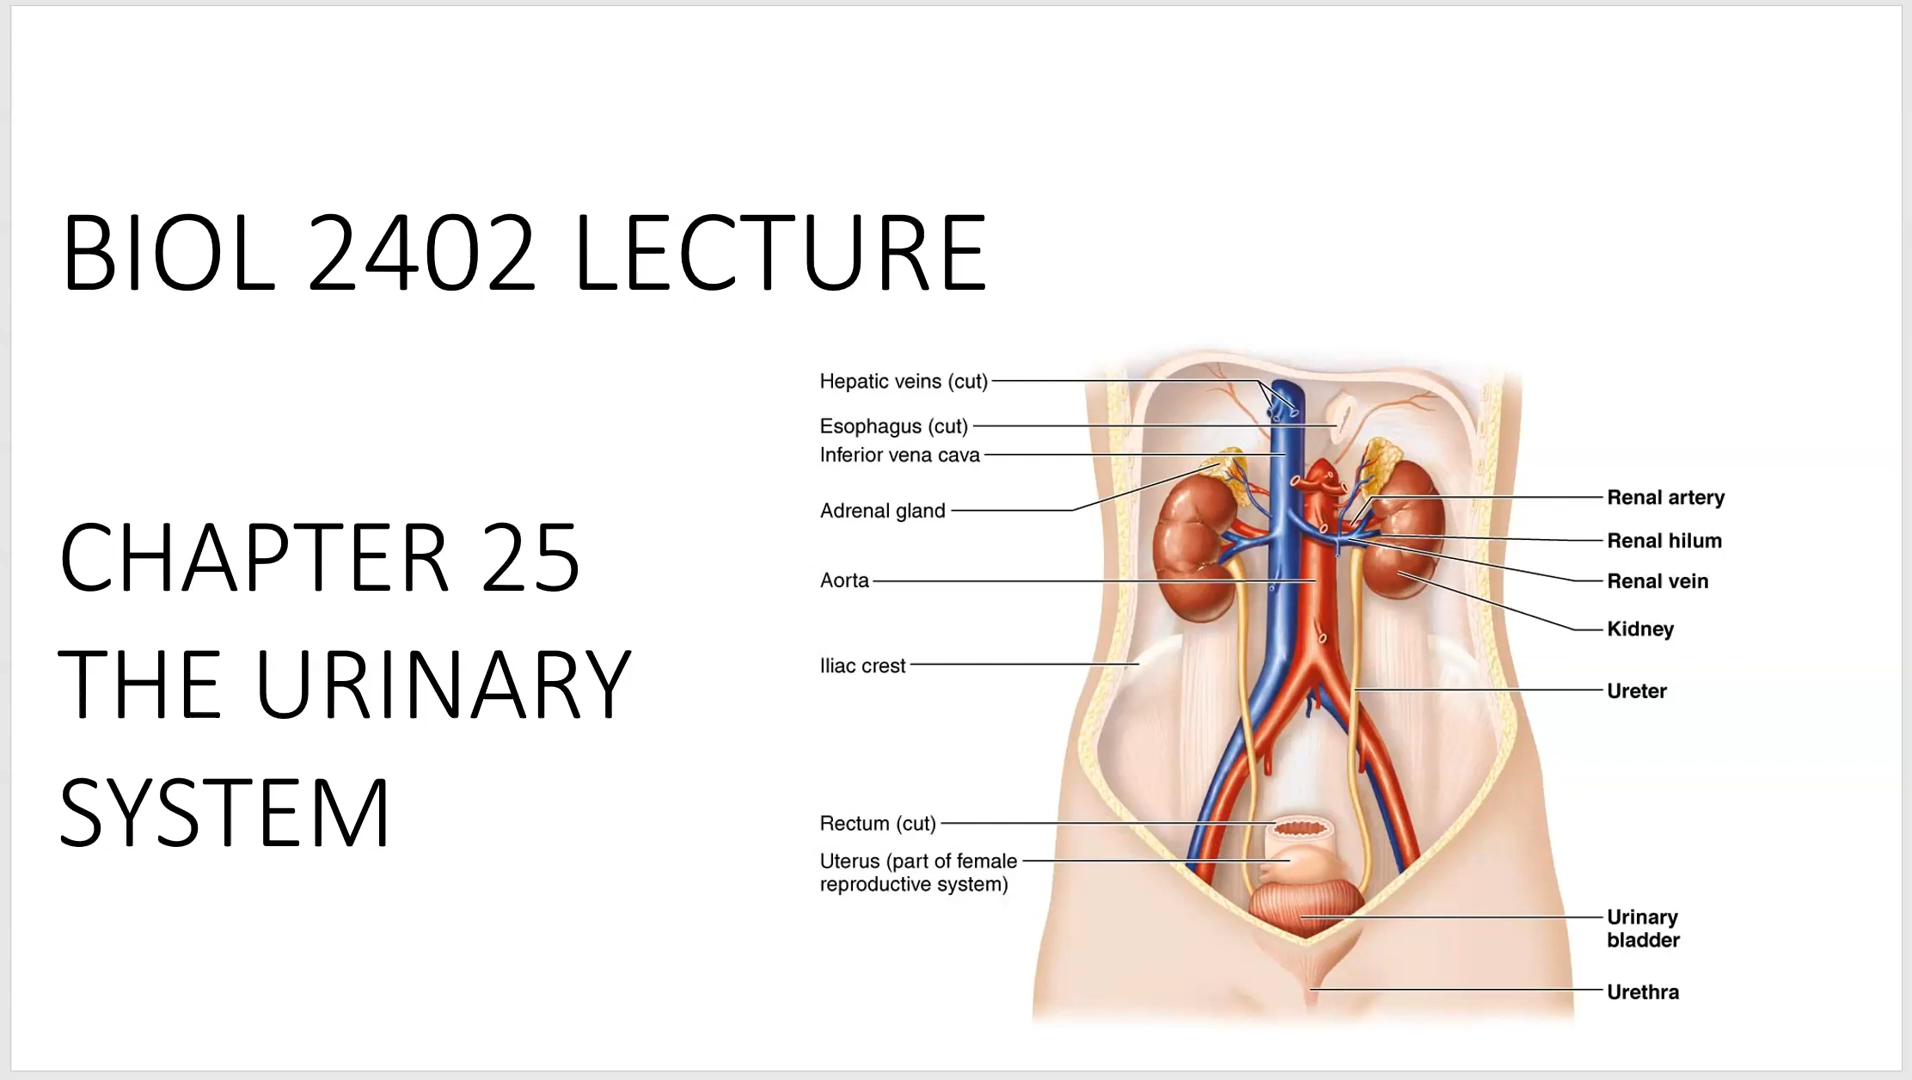 BIOL 2402 LECTURE
CHAPTER 25
THE URINARY
SYSTEM
Hepatic veins (cut)
Esophagus (cut)
Inferior vena cava
Adrenal gland
Aorta
Iliac crest
Rectum (cut)
Uterus (part of female
reproductive system)
Renal artery
Renal hilum
Renal vein
Kidney
Ureter
Urinary
bladder
Urethra